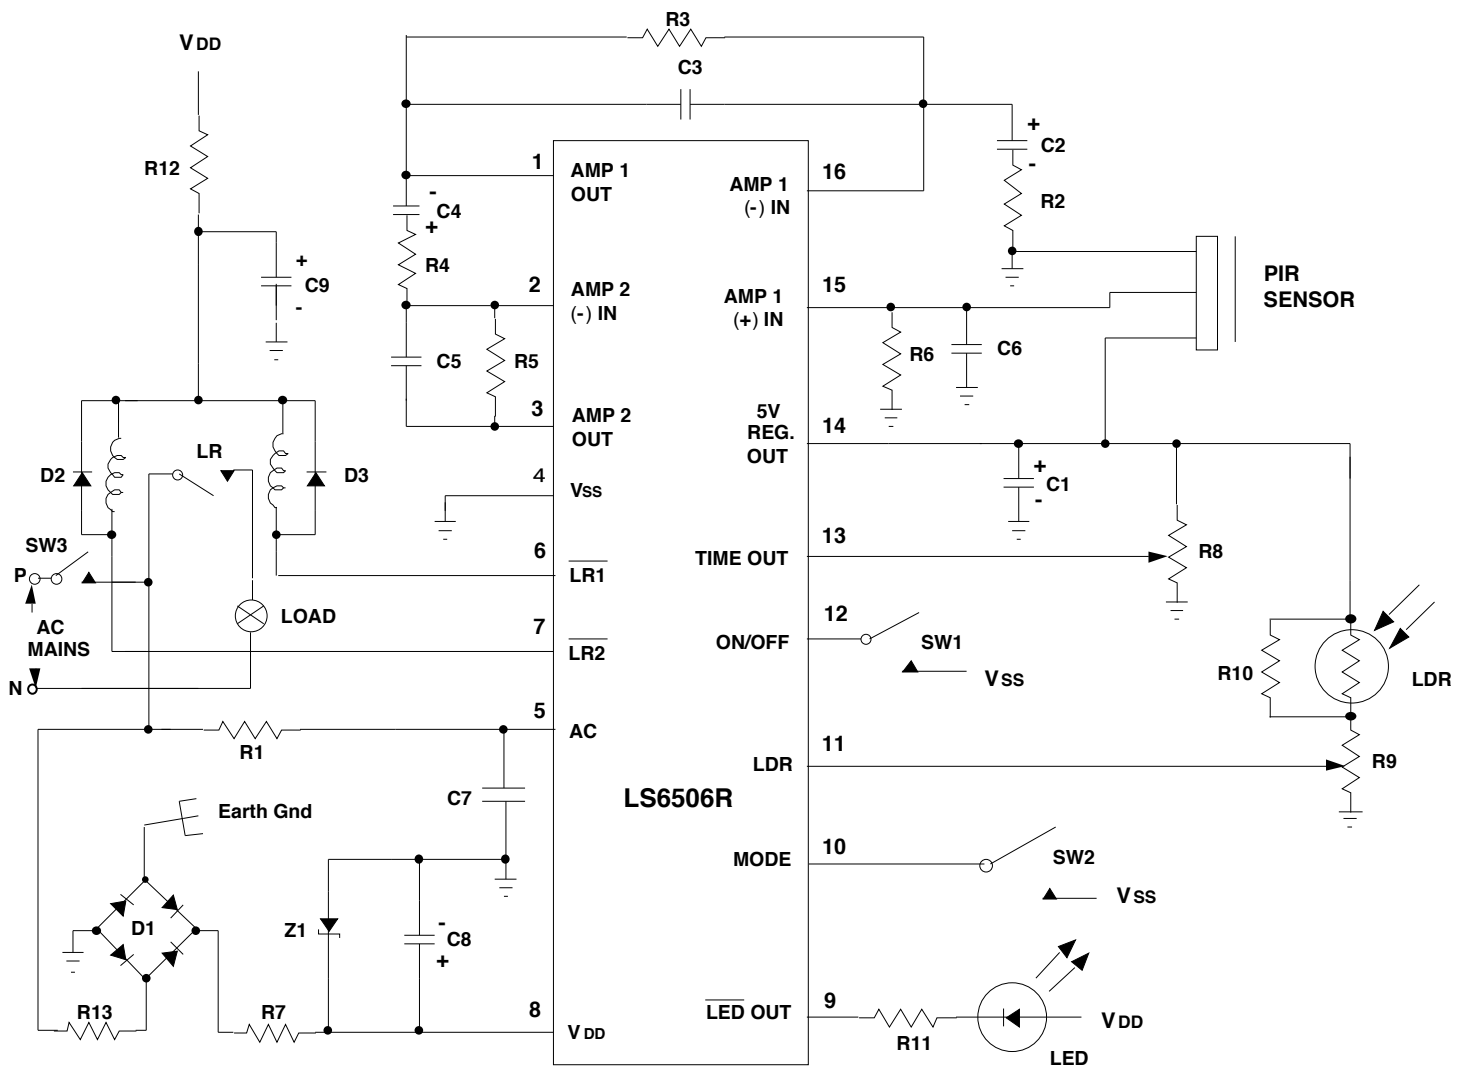 R3
VDD
C3
+
C2
-
R2
R12
1
AMP 1
OUT
16
AMP 1
(-) IN
-
C4
+
R4
+
C9
-
2
AMP 2
(-) IN
15
AMP 1
(+) IN
PIR
SENSOR
C5
R5
R6
C6
3
AMP 2
OUT
5V
REG.
OUT
14
LR
D2
D3
4
VSS
+
C1
-
SW3
P
AC
MAINS
N
LOAD
6
LR1
13
TIME OUT
R8
7
LR2
12
ON/OFF
SW1
VSS
R10
LDR
5
AC
R1
11
LDR
R9
C7
LS6506R
Earth Gnd
10
MODE
SW2
VSS
D1
Z1
-
C8
+
R13
R7
8
VDD
9
LED OUT
R11
LED
VDD